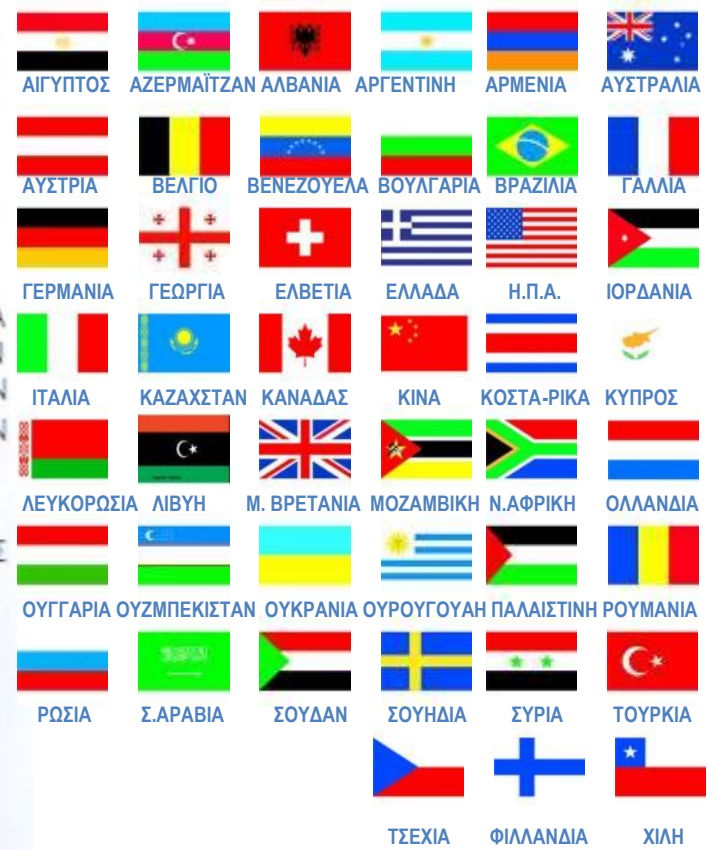 ΑΙΓΥΠΤΟΣ ΑΖΕΡΜΑΪΤΖΑΝ ΑΛΒΑΝΙΑ ΑΡΓΕΝΤΙΝΗ ΑΡΜΕΝΙΑ ΑΥΣΤΡΑΛΙΑ
ΑΥΣΤΡΙΑ ΒΕΛΓΙΟ ΒΕΝΕΖΟΥΕΛΑ ΒΟΥΛΓΑΡΙΑ ΒΡΑΖΙΛΙΑ ΓΑΛΛΙΑ
ΓΕΡΜΑΝΙΑ ΓΕΩΡΓΙΑ ΕΛΒΕΤΙΑ ΕΛΛΑΔΑ Η.Π.Α. ΙΟΡΔΑΝΙΑ
ΙΤΑΛΙΑ ΚΑΖΑΧΣΤΑΝ ΚΑΝΑΔΑΣ ΚΙΝΑ ΚΟΣΤΑ-ΡΙΚΑ ΚΥΠΡΟΣ
ΛΕΥΚΟΡΩΣΙΑ ΛΙΒΥΗ Μ. ΒΡΕΤΑΝΙΑ ΜΟΖΑΜΒΙΚΗ Ν.ΑΦΡΙΚΗ ΟΛΛΑΝΔΙΑ
ΟΥΓΓΑΡΙΑ ΟΥΖΜΠΕΚΙΣΤΑΝ ΟΥΚΡΑΝΙΑ ΟΥΡΟΥΓΟΥΑΗ ΠΑΛΑΙΣΤΙΝΗ ΡΟΥΜΑΝΙΑ
ΡΩΣΙΑ Σ.ΑΡΑΒΙΑ ΣΟΥΔΑΝ ΣΟΥΗΔΙΑ ΣΥΡΙΑ ΤΟΥΡΚΙΑ
ΤΣΕΧΙΑ ΦΙΛΛΑΝΔΙΑ ΧΙΛΗ